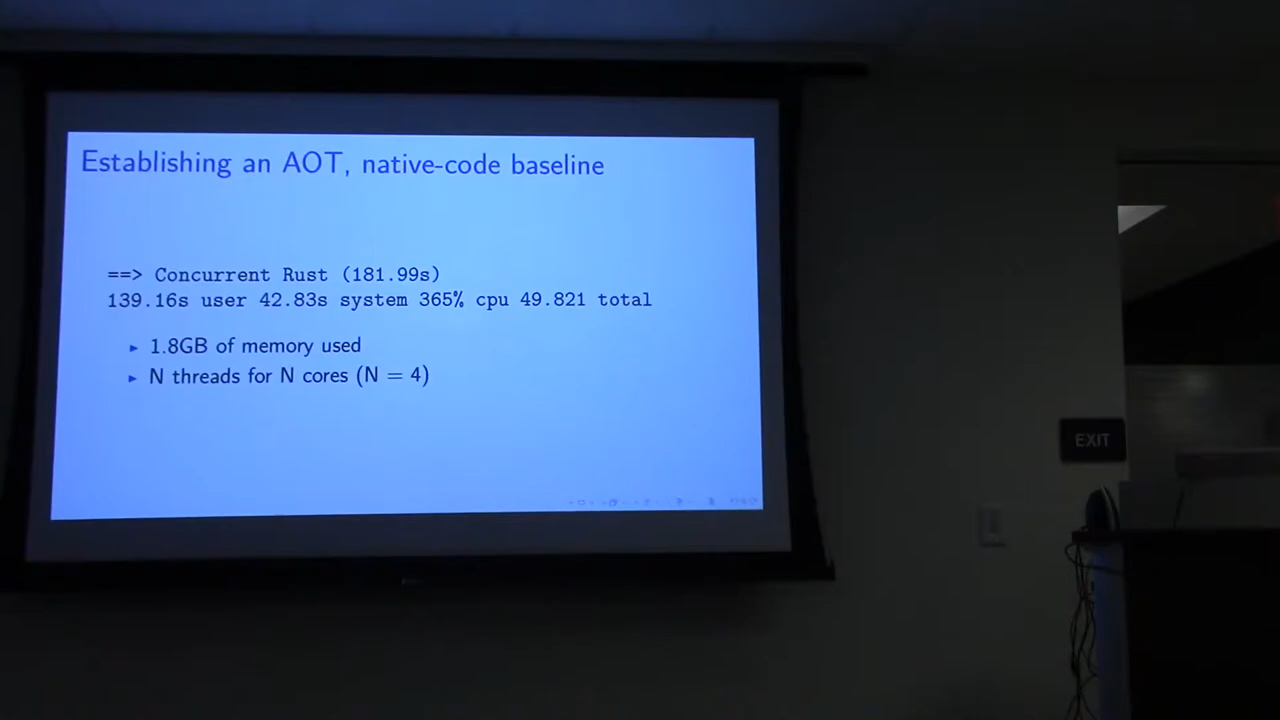 Establishing an AOT, native-code baseline
==> Concurrent Rust (181.99s)
139.16s user 42.83s system 365% cpu 49.821 total
▸ 1.8GB of memory used
▸ N threads for N cores (N = 4)
EXIT